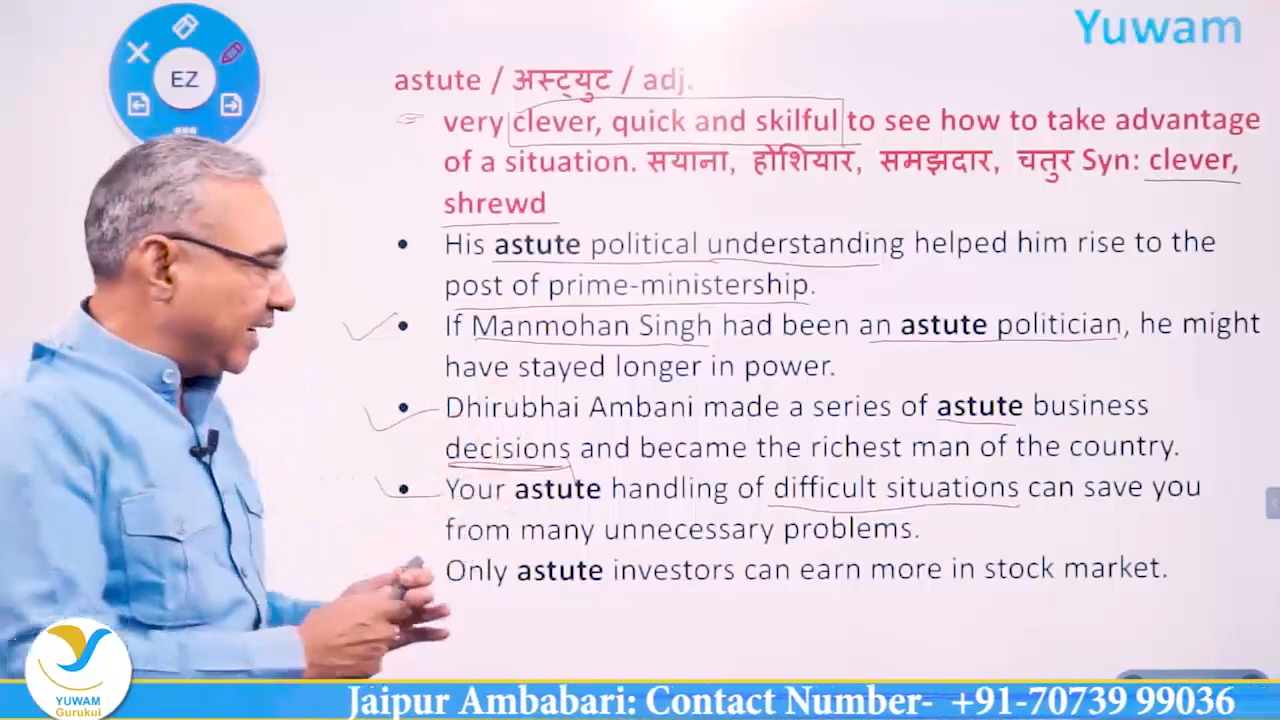 Yuwam
EZ
astute / अस्ट्युट / adj.
very clever, quick and skilful to see how to take advantage
of a situation. सयाना, होशियार, समझदार, चतुर Syn: clever,
shrewd
• His astute political understanding helped him rise to the
post of prime-ministership.
• If Manmohan Singh had been an astute politician, he might
have stayed longer in power.
• Dhirubhai Ambani made a series of astute business
decisions and became the richest man of the country.
• Your astute handling of difficult situations can save you
from many unnecessary problems.
Only astute investors can earn more in stock market.
YUWAM
Gurukul
Jaipur Ambabari: Contact Number- +91-70739 99036